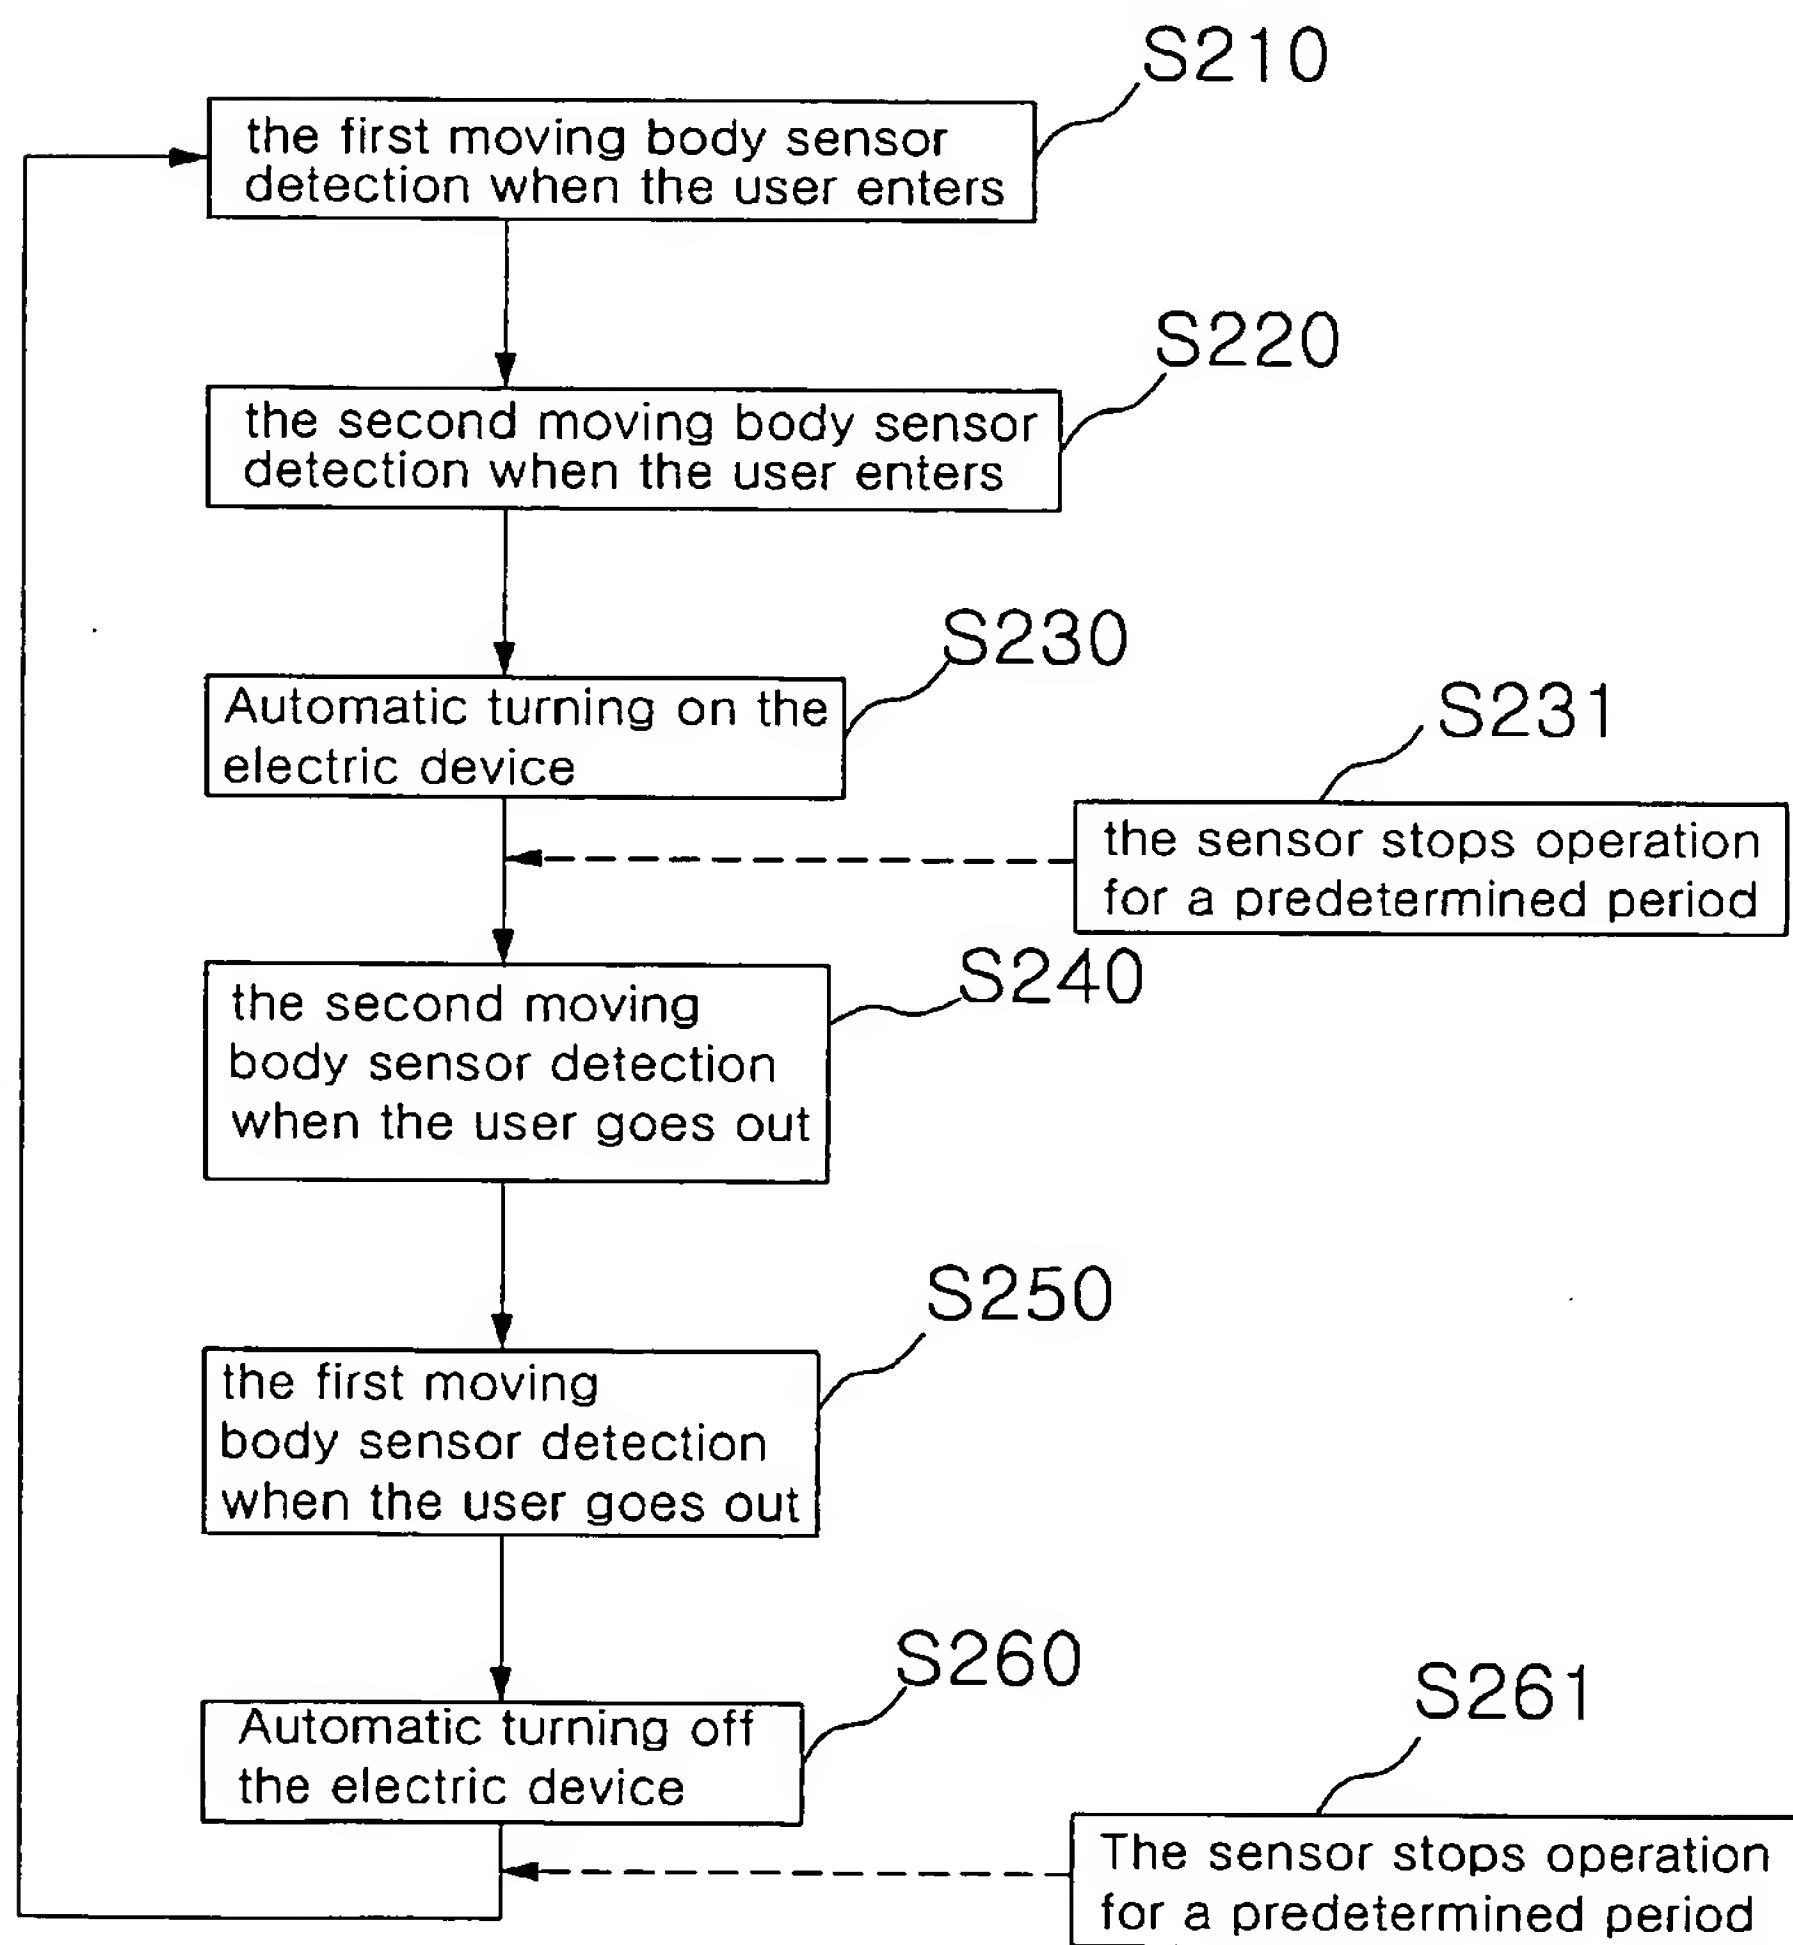 S210
the first moving body sensor
detection when the user enters
S220
the second moving body sensor
detection when the user enters
S230
Automatic turning on the
electric device
S231
the sensor stops operation
for a predetermined period
S240
the second moving
body sensor detection
when the user goes out
S250
the first moving
body sensor detection
when the user goes out
S260
Automatic turning off
the electric device
S261
The sensor stops operation
for a predetermined period